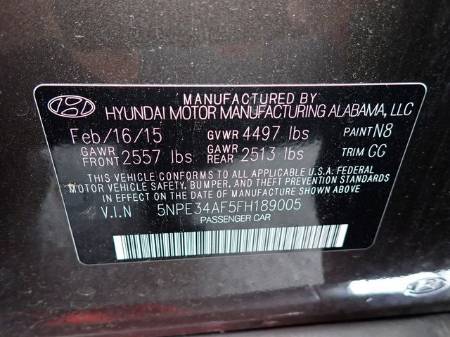 MANUFACTURED BY
HYUNDAI MOTOR MANUFACTURING ALABAMA, LLC
Feb/16/15 GVWR 4497 lbs PAINT N8
GAWR FRONT 2557 lbs GAWR REAR 2513 lbs TRIM GG
THIS VEHICLE CONFORMS TO ALL APPLICABLE U.S.A. FEDERAL
MOTOR VEHICLE SAFETY, BUMPER, AND THEFT PREVENTION STANDARDS
IN EFFECT ON THE DATE OF MANUFACTURE SHOWN ABOVE.
V.I.N 5NPE34AF5FH189005
PASSENGER CAR